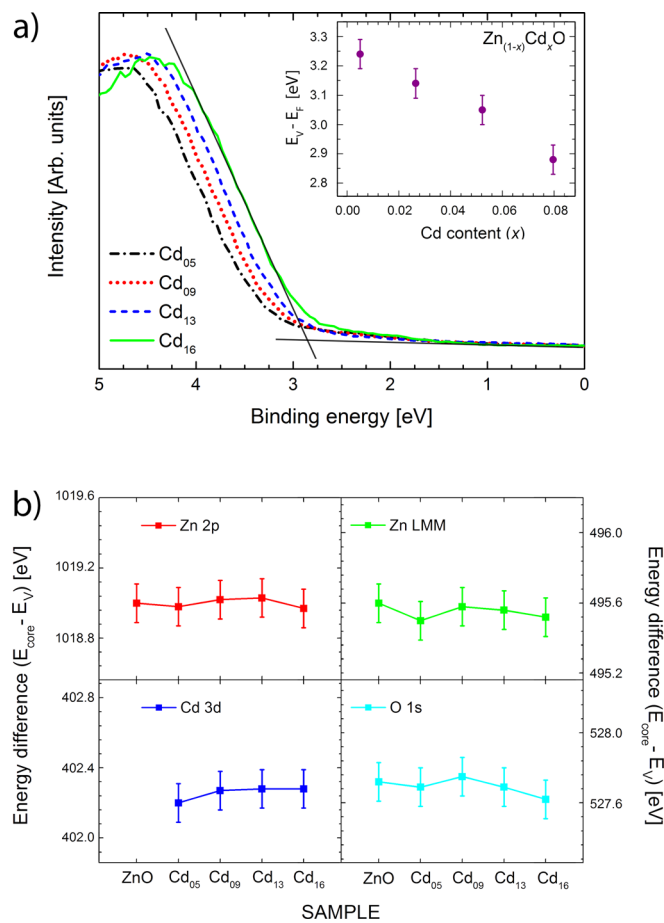 a)
Intensity [Arb. units]
Cd05
Cd09
Cd13
Cd16
5 4 3 2 1 0
Binding energy [eV]
Zn(1-x)CdxO
EV - EF [eV]
3.3
3.2
3.1
3.0
2.9
2.8
0.00 0.02 0.04 0.06 0.08
Cd content (x)
b)
Energy difference (Ecore- EV) [eV]
1019.6
1019.2
1018.8
Zn 2p
Zn LMM
496.0
495.6
495.2
Energy difference (Ecore- EV) [eV]
Energy difference (Ecore- EV) [eV]
402.8
402.4
402.0
Cd 3d
O 1s
528.0
527.6
ZnO Cd05 Cd09 Cd13 Cd16 ZnO Cd05 Cd09 Cd13 Cd16
SAMPLE